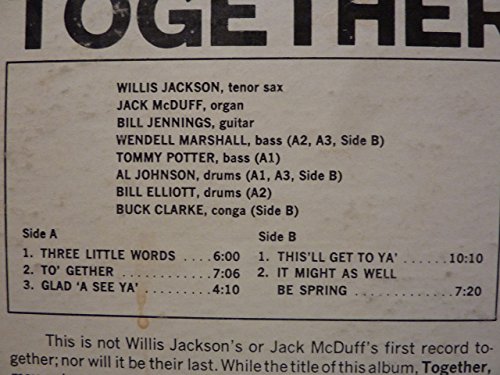 TOGETHER
WILLIS JACKSON, tenor sax
JACK McDUFF, organ
BILL JENNINGS, guitar
WENDELL MARSHALL, bass (A2, A3, Side B)
TOMMY POTTER, bass (A1)
AL JOHNSON, drums (A1, A3, Side B)
BILL ELLIOTT, drums (A2)
BUCK CLARKE, conga (Side B)
Side A
1. THREE LITTLE WORDS ....6:00
2. TO' GETHER ............7:06
3. GLAD 'A SEE YA' ........4:10
Side B
1. THIS'LL GET TO YA' ......10:10
2. IT MIGHT AS WELL
BE SPRING ..............7:20
This is not Willis Jackson's or Jack McDuff's first record to-
gether; nor will it be their last. While the title of this album, Together,